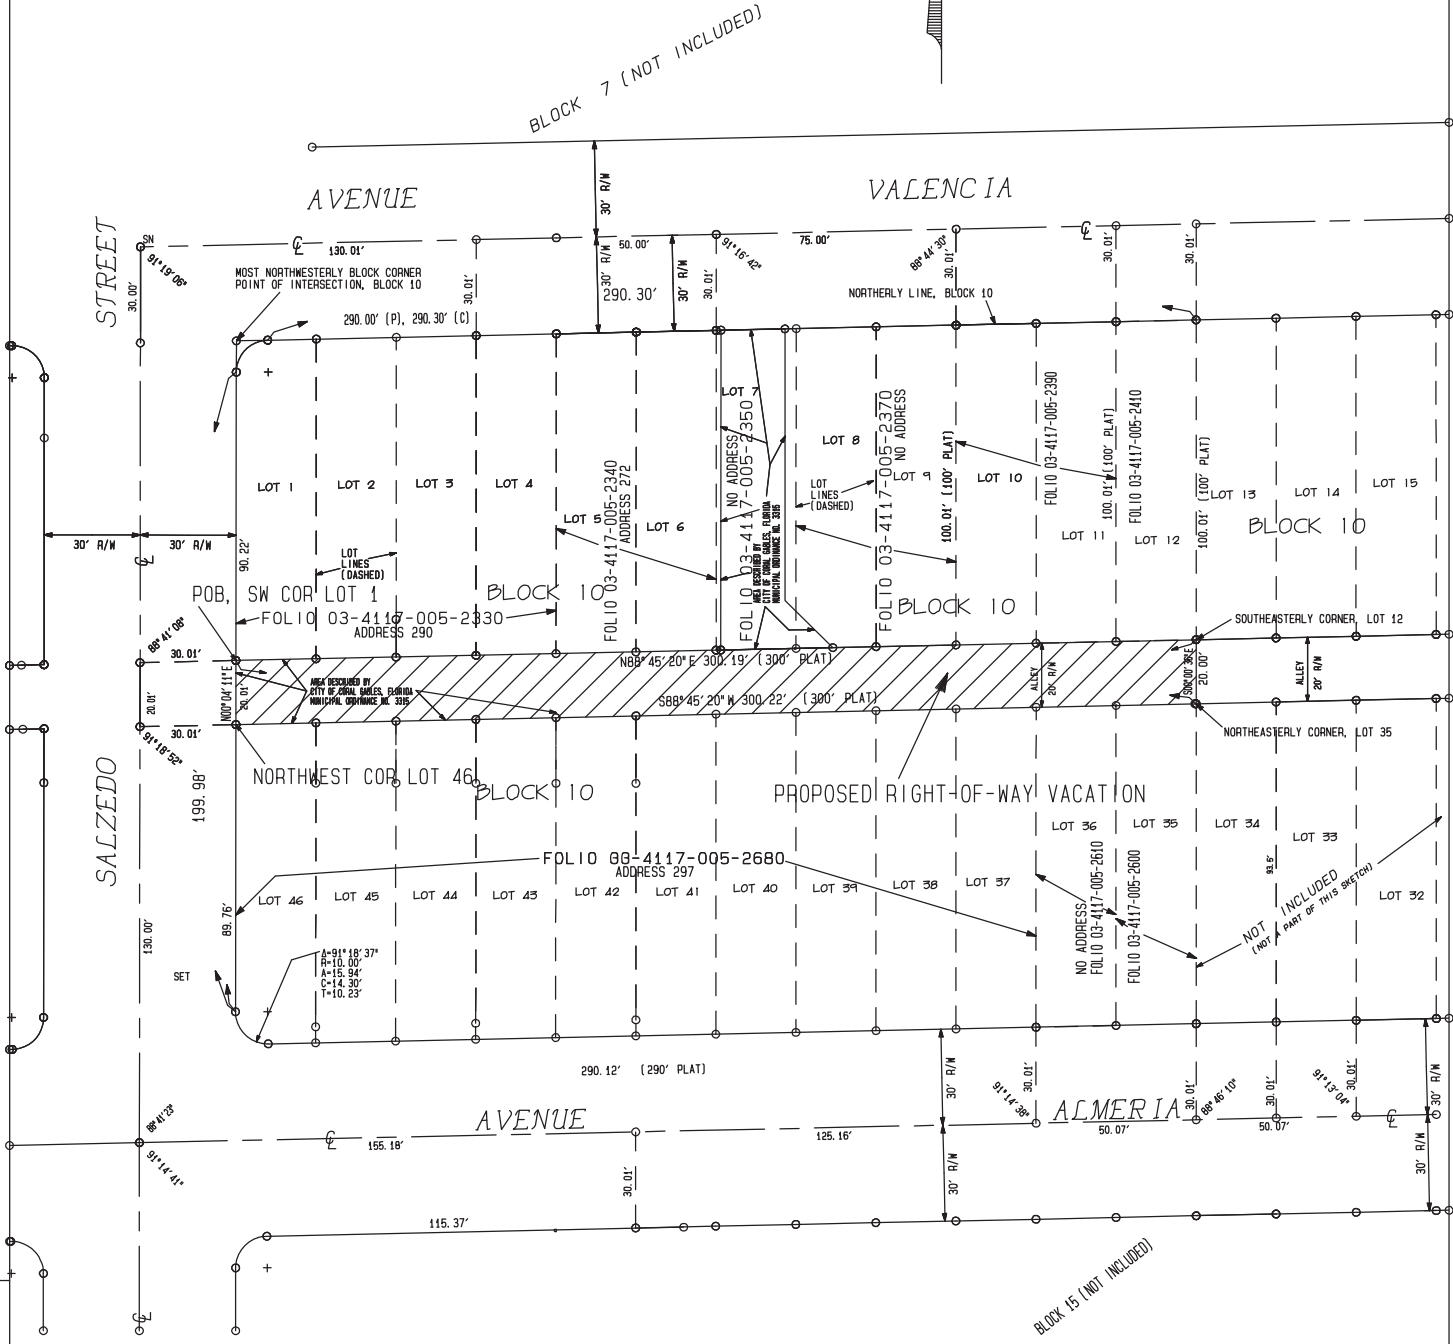 BLOCK 7 (NOT INCLUDED)
AVENUE
VALENCIA
30' R/W
STREET
SN
℄
130.01'
50.00'
75.00'
℄
91°19'06"
91°16'42"
88°44'30"
30.01'
30.01'
30.00'
MOST NORTHWESTERLY BLOCK CORNER
POINT OF INTERSECTION, BLOCK 10
30.01'
30' R/W
290.30'
30' R/W
30.01'
30.01'
NORTHERLY LINE, BLOCK 10
290.00' (P), 290.30' (C)
LOT 1
LOT 2
LOT 3
LOT 4
LOT 5
LOT 6
LOT 7
LOT 8
LOT 9
LOT 10
LOT 11
LOT 12
LOT 13
LOT 14
LOT 15
FOLIO 03-4117-005-2340
ADDRESS 272
NO ADDRESS
FOLIO 03-4117-005-2350
AREA DESCRIBED BY
CITY OF CORAL GABLES, FLORIDA
MUNICIPAL ORDINANCE NO. 3315
LOT
LINES
(DASHED)
FOLIO 03-4117-005-2370
NO ADDRESS
100.01' (100' PLAT)
FOLIO 03-4117-005-2390
100.01' (100' PLAT)
FOLIO 03-4117-005-2410
100.01' (100' PLAT)
BLOCK 10
30' R/W
30' R/W
℄
90.22'
LOT
LINES
(DASHED)
POB, SW COR LOT 1
BLOCK 10
BLOCK 10
FOLIO 03-4117-005-2330
ADDRESS 290
SOUTHEASTERLY CORNER, LOT 12
88°41'08"
30.01'
N88°45'20"E 300.19' (300' PLAT)
AREA DESCRIBED BY
CITY OF CORAL GABLES, FLORIDA
MUNICIPAL ORDINANCE NO. 3315
N00°04'11"E
20.01'
20.01'
S88°45'20"W 300.22' (300' PLAT)
ALLEY
20' R/W
20.00'
ALLEY
20' R/W
30.01'
91°18'52"
NORTHEASTERLY CORNER, LOT 35
NORTHWEST COR LOT 46
BLOCK 10
PROPOSED RIGHT-OF-WAY VACATION
199.98'
SALZEDO
LOT 36
LOT 35
LOT 34
LOT 33
FOLIO 03-4117-005-2680
ADDRESS 297
LOT 46
LOT 45
LOT 44
LOT 43
LOT 42
LOT 41
LOT 40
LOT 39
LOT 38
LOT 37
LOT 32
93.6'
NO ADDRESS
FOLIO 03-4117-005-2610
FOLIO 03-4117-005-2600
NOT INCLUDED
(NOT A PART OF THIS SKETCH)
89.76'
130.00'
SET
Δ=91°18'37"
R=10.00'
A=15.94'
C=14.30'
T=10.23'
290.12' (290' PLAT)
30' R/W
91°14'38"
30.01'
30.01'
88°46'10"
30.01'
91°13'04"
30.01'
30' R/W
88°41'23"
AVENUE
ALMERIA
℄
155.18'
125.16'
50.07'
50.07'
℄
91°14'41"
30.01'
30' R/W
30' R/W
115.37'
℄
BLOCK 15 (NOT INCLUDED)